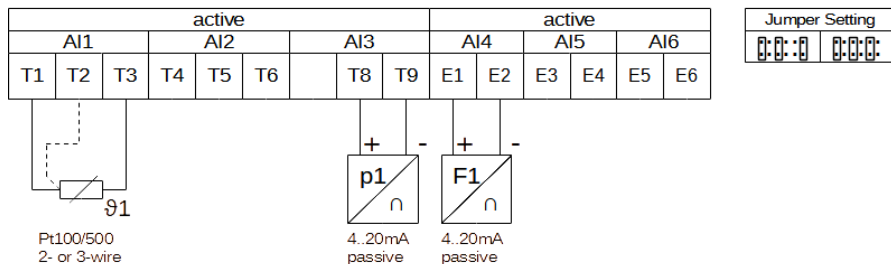 active active Jumper Setting
AI1 AI2 AI3 AI4 AI5 AI6
T1 T2 T3 T4 T5 T6 T8 T9 E1 E2 E3 E4 E5 E6
+ - + -
p1 F1
∩ ∩
ϑ1
Pt100/500 4..20mA 4..20mA
2- or 3-wire passive passive